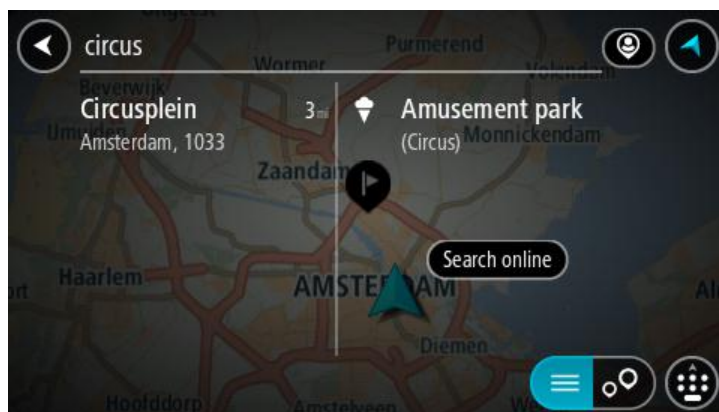 circus
Circusplein 3 mi
Amsterdam, 1033
Amusement park
(Circus)
Search online
Wormer
Purmerend
Volendam
Beverwijk
Monnickendam
Zaandam
Haarlem
AMSTERDAM
Diemen
Hoofddorp
Amstelveen